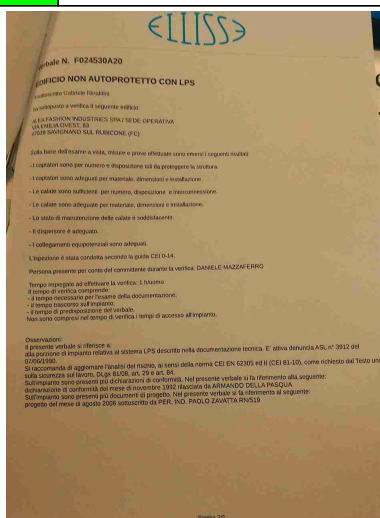 ELLISSE
Verbale N. F024530A20
EDIFICIO NON AUTOPROTETTO CON LPS
sottoscritto Gabriele Rinaldini
ha sottoposto a verifica il seguente edificio:
FASHION INDUSTRIES SPA / SEDE OPERATIVA
VIA EMILIA OVEST, 63
47039 SAVIGNANO SUL RUBICONE (FC)
Sulla base dell'esame a vista, misure e prove effettuate sono emersi i seguenti risultati:
- I captatori sono per numero e disposizione tali da proteggere la struttura.
- I captatori sono adeguati per materiale, dimensioni e installazione.
- Le calate sono sufficienti per numero, disposizione e interconnessione.
- Le calate sono adeguate per materiale, dimensioni e installazione.
- Lo stato di manutenzione delle calate è soddisfacente.
- Il dispersore è adeguato.
- I collegamenti equipotenziali sono adeguati.
L'ispezione è stata condotta secondo la guida CEI 0-14.
Persona presente per conto del committente durante la verifica: DANIELE MAZZAFERRO
Tempo impiegato ad effettuare la verifica: 1 h/uomo
Il tempo di verifica comprende:
- il tempo necessario per l'esame della documentazione;
- il tempo trascorso sull'impianto;
- il tempo di predisposizione del verbale.
Non sono compresi nel tempo di verifica i tempi di accesso all'impianto.
Osservazioni:
Il presente verbale si riferisce a:
alla porzione di impianto relativa al sistema LPS descritto nella documentazione tecnica. E' attiva denuncia ASL n° 3912 del
07/06/1990.
Si raccomanda di aggiornare l'analisi del rischio, ai sensi della norma CEI EN 62305 ed II (CEI 81-10), come richiesto dal Testo
sulla sicurezza sul lavoro, DLgs 81/08, art. 29 e art. 84.
Sull'impianto sono presenti più dichiarazioni di conformità. Nel presente verbale si fa riferimento alla seguente:
dichiarazione di conformità del mese di novembre 1992 rilasciata da ARMANDO DELLA PASQUA
Sull'impianto sono presenti più documenti di progetto. Nel presente verbale si fa riferimento al seguente:
progetto del mese di agosto 2006 sottoscritto da PER. IND. PAOLO ZAVATTA RN/519